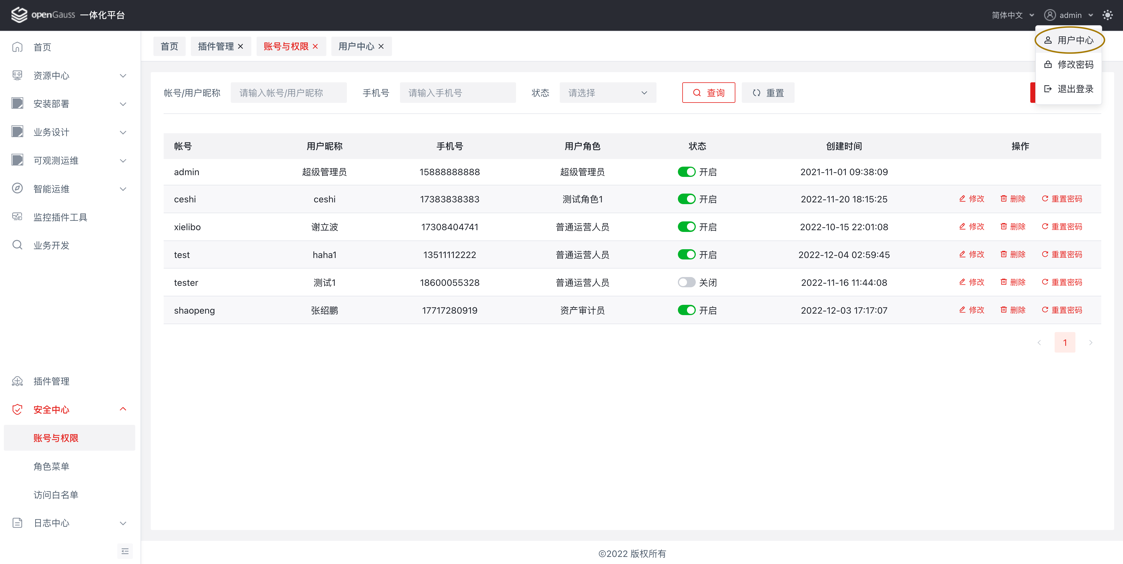 openGauss 一体化平台
简体中文
admin
用户中心
修改密码
退出登录
首页
资源中心
安装部署
业务设计
可观测运维
智能运维
监控插件工具
业务开发
插件管理
安全中心
账号与权限
角色菜单
访问白名单
日志中心
首页 插件管理 × 账号与权限 × 用户中心 ×
帐号/用户昵称 请输入帐号/用户昵称 手机号 请输入手机号 状态 请选择 查询 重置
帐号 用户昵称 手机号 用户角色 状态 创建时间 操作
admin 超级管理员 15888888888 超级管理员 开启 2021-11-01 09:38:09
ceshi ceshi 17383838383 测试角色1 开启 2022-11-20 18:15:25 修改 删除 重置密码
xielibo 谢立波 17308404741 普通运营人员 开启 2022-10-15 22:01:08 修改 删除 重置密码
test haha1 13511112222 普通运营人员 开启 2022-12-04 02:59:45 修改 删除 重置密码
tester 测试1 18600055328 普通运营人员 关闭 2022-11-16 11:44:08 修改 删除 重置密码
shaopeng 张绍鹏 17717280919 资产审计员 开启 2022-12-03 17:17:07 修改 删除 重置密码
1
©2022 版权所有